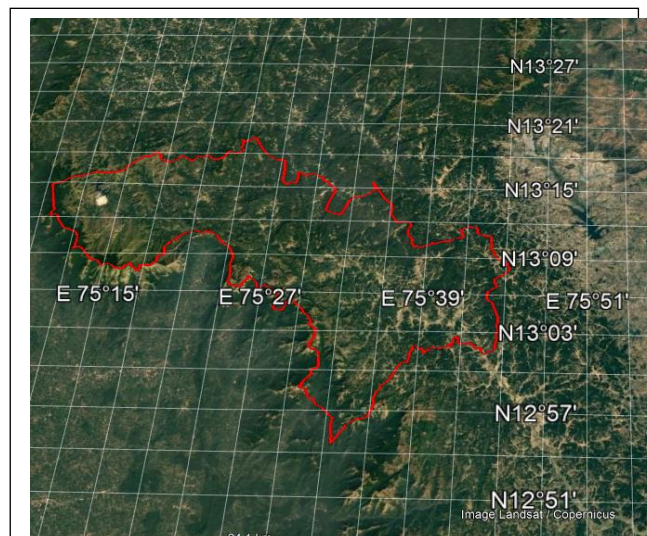 N13°27'
N13°21'
N13°15'
N13°09'
E 75°15'
E 75°27'
E 75°39'
E 75°51'
N13°03'
N12°57'
N12°51'
Image Landsat / Copernicus